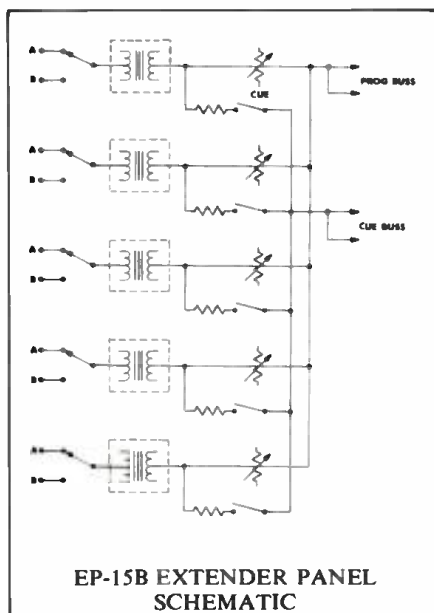 A
B
CUE
PROG BUSS
A
B
CUE BUSS
A
B
A
B
A
B
EP-15B EXTENDER PANEL
SCHEMATIC